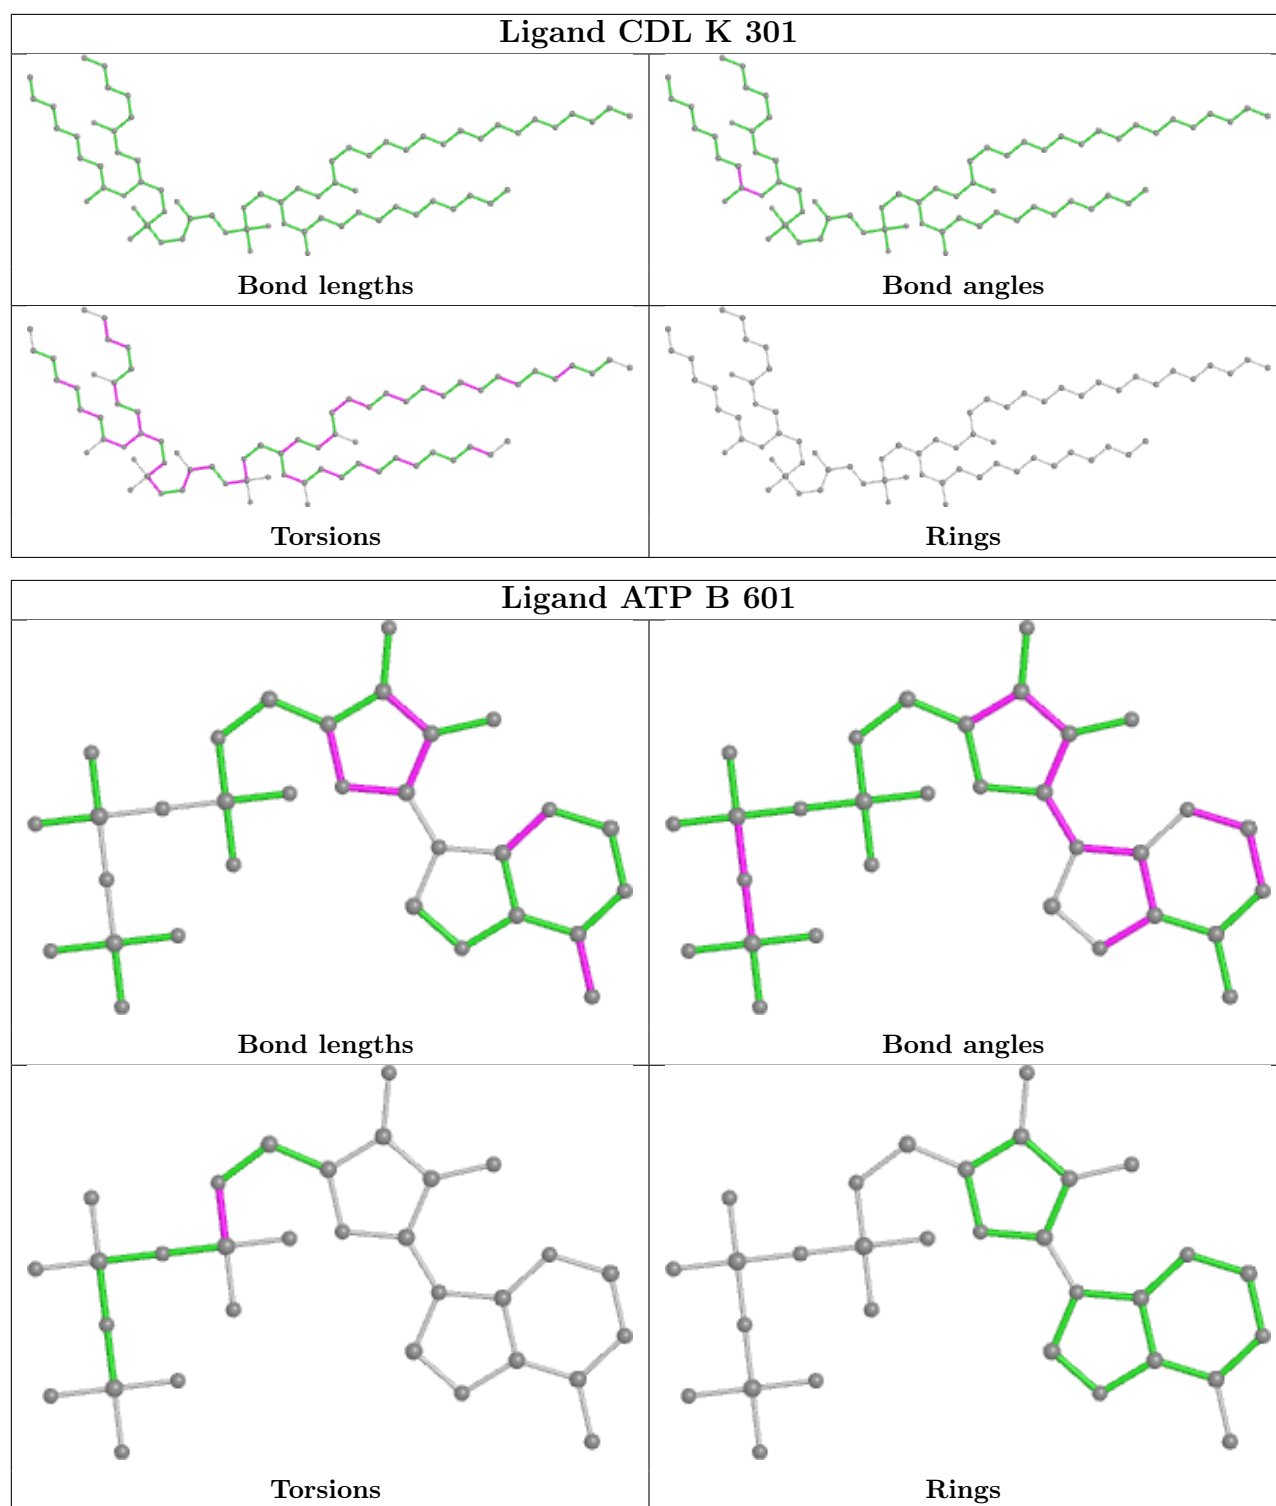 Ligand CDL K 301
Bond lengths
Bond angles
Torsions
Rings
Ligand ATP B 601
Bond lengths
Bond angles
Torsions
Rings